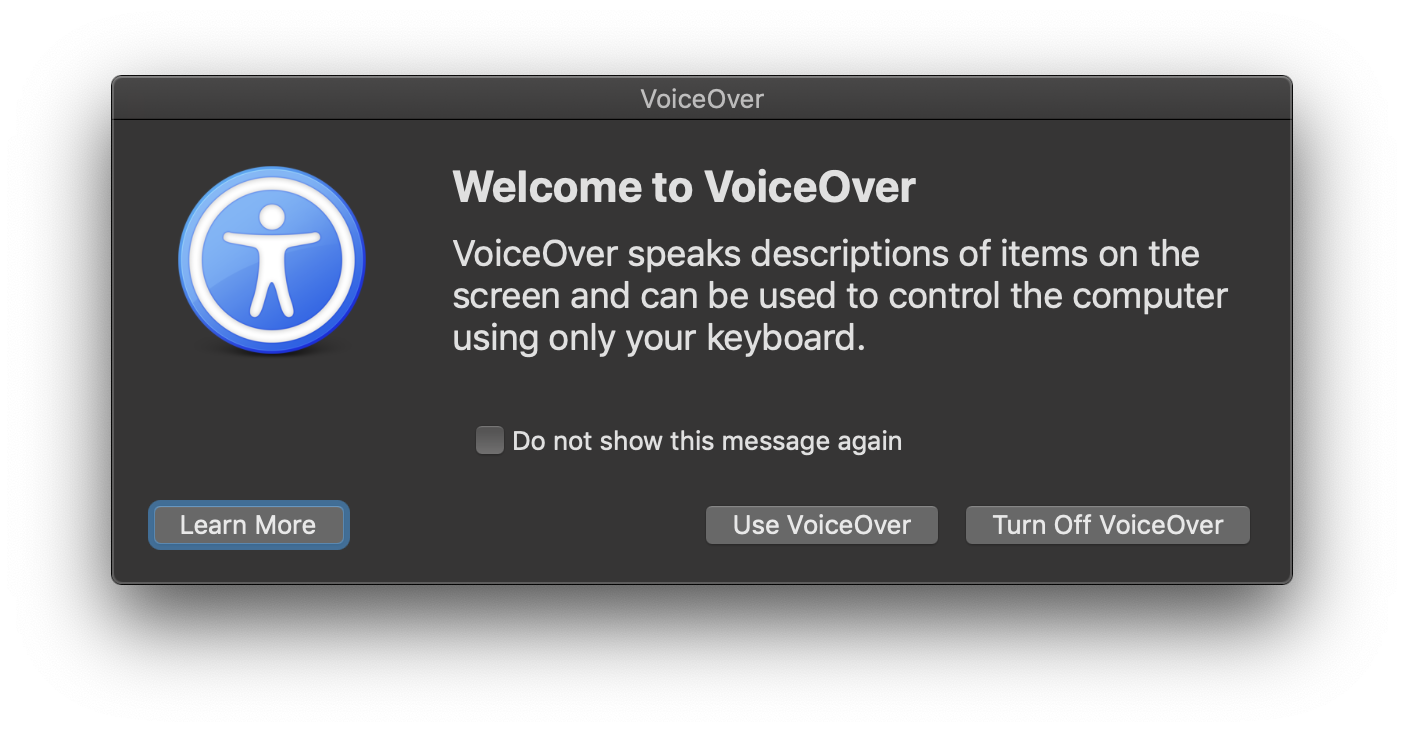 VoiceOver
Welcome to VoiceOver
VoiceOver speaks descriptions of items on the
screen and can be used to control the computer
using only your keyboard.
Do not show this message again
Learn More
Use VoiceOver
Turn Off VoiceOver